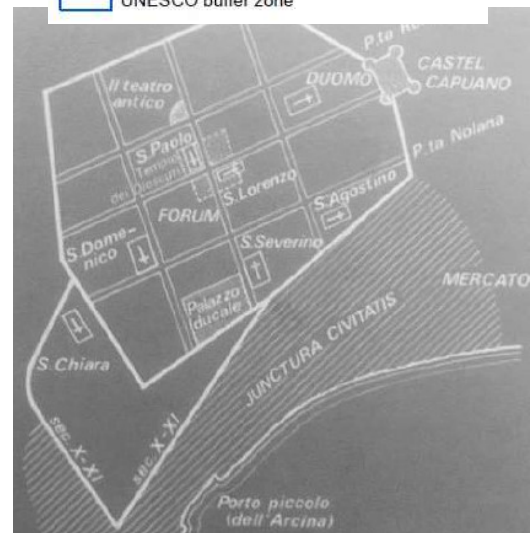 UNESCO buffer zone
Il teatro
antico
DUOMO
CASTEL
CAPUANO
S.Paolo
Tempio
dei Dioscuri
S.Lorenzo
P.ta Nolana
FORUM
S.Agostino
S.Dome-
nico
S.Severino
Palazzo
ducale
MERCATO
S.Chiara
JUNCTURA CIVITATIS
sec. X-XI
sec. X-XI
Porto piccolo
(dell'Arcina)